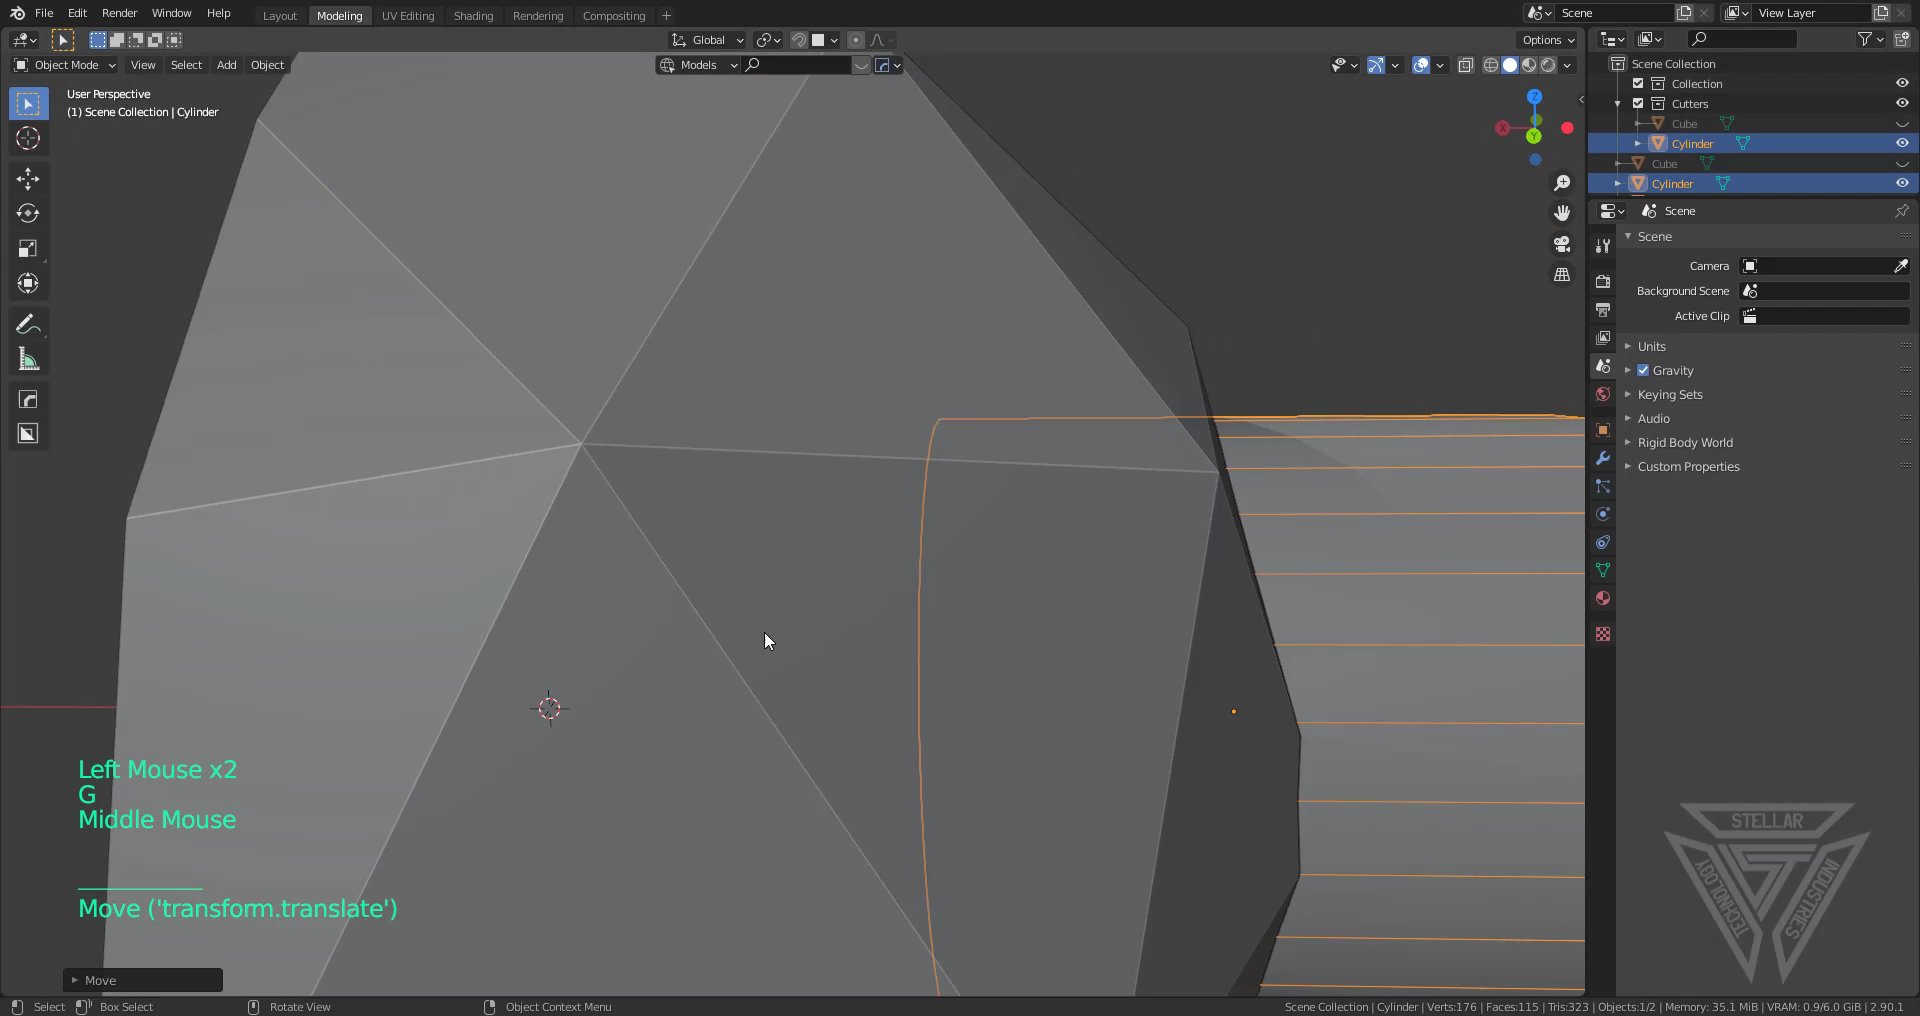 File Edit Render Window Help
Layout Modeling UV Editing Shading Rendering Compositing +
Scene View Layer
Global Options
Object Mode View Select Add Object Models
User Perspective
(1) Scene Collection | Cylinder
Z
X
Y
Scene Collection
Collection
Cutters
Cube
Cylinder
Cube
Cylinder
Scene
Scene
Camera
Background Scene
Active Clip
Units
Gravity
Keying Sets
Audio
Rigid Body World
Custom Properties
Left Mouse x2
G
Middle Mouse
Move ('transform.translate')
Move
STELLAR
TECHNOLOGY
INDUSTRIES
Select Box Select Rotate View Object Context Menu
Scene Collection | Cylinder | Verts:176 | Faces:115 | Tris:323 | Objects:1/2 | Memory: 35.1 MiB | VRAM: 0.9/6.0 GiB | 2.90.1